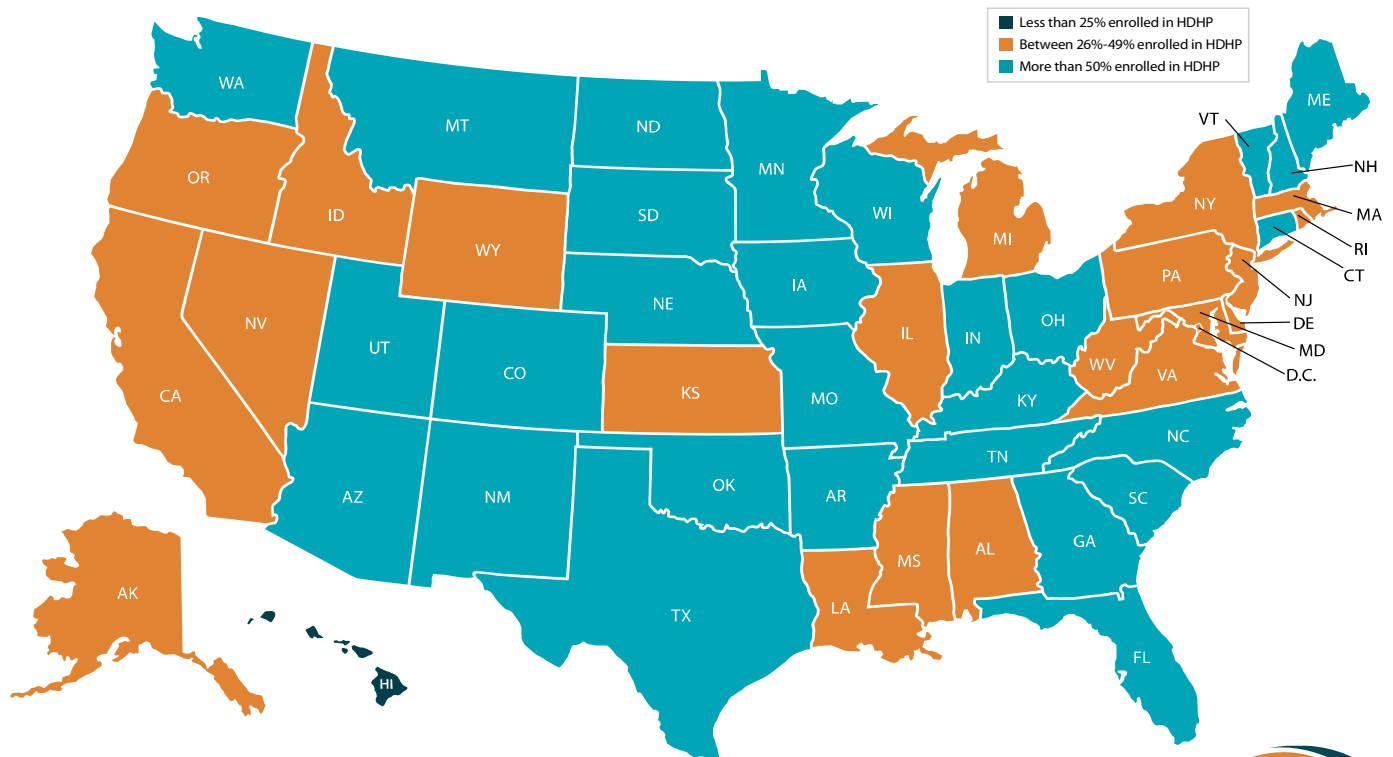 Less than 25% enrolled in HDHP
Between 26%-49% enrolled in HDHP
More than 50% enrolled in HDHP
WA
MT
ND
MN
ME
VT
NH
OR
ID
WY
SD
WI
MI
NY
MA
RI
CT
NV
UT
CO
NE
IA
IL
IN
OH
PA
NJ
DE
MD
D.C.
CA
KS
MO
KY
WV
VA
AZ
NM
OK
AR
TN
NC
SC
AK
HI
TX
LA
MS
AL
GA
FL